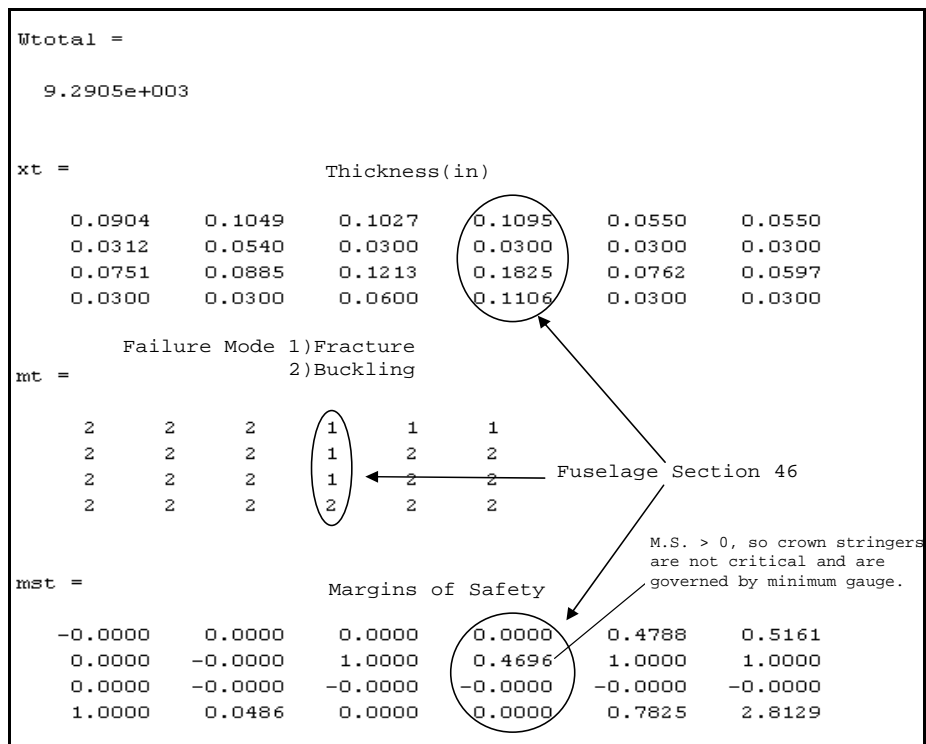 Wtotal =
9.2905e+003
xt =
Thickness(in)
0.0904 0.1049 0.1027 0.1095 0.0550 0.0550
0.0312 0.0540 0.0300 0.0300 0.0300 0.0300
0.0751 0.0885 0.1213 0.1825 0.0762 0.0597
0.0300 0.0300 0.0600 0.1106 0.0300 0.0300
Failure Mode 1)Fracture
2)Buckling
mt =
2 2 2 1 1 1
2 2 2 1 2 2
2 2 2 1 2 2
2 2 2 2 2 2
Fuselage Section 46
M.S. > 0, so crown stringers
are not critical and are
governed by minimum gauge.
mst =
Margins of Safety
-0.0000 0.0000 0.0000 0.0000 0.4788 0.5161
0.0000 -0.0000 1.0000 0.4696 1.0000 1.0000
0.0000 -0.0000 -0.0000 -0.0000 -0.0000 -0.0000
1.0000 0.0486 0.0000 0.0000 0.7825 2.8129